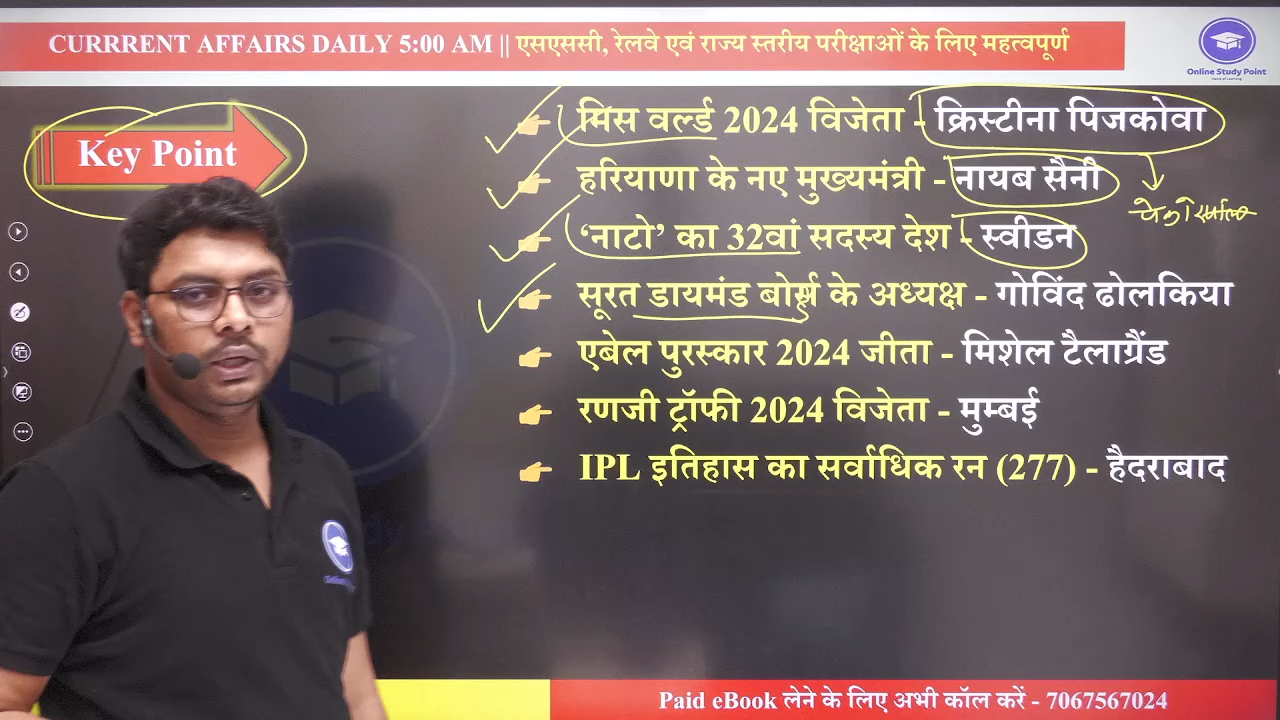 CURRRENT AFFAIRS DAILY 5:00 AM || एसएससी, रेलवे एवं राज्य स्तरीय परीक्षाओं के लिए महत्वपूर्ण
Online Study Point
Key Point
मिस वर्ल्ड 2024 विजेता - क्रिस्टीना पिजकोवा
हरियाणा के नए मुख्यमंत्री - नायब सैनी
‘नाटो’ का 32वां सदस्य देश - स्वीडन
सूरत डायमंड बोर्स के अध्यक्ष - गोविंद ढोलकिया
एबेल पुरस्कार 2024 जीता - मिशेल टैलाग्रैंड
रणजी ट्रॉफी 2024 विजेता - मुम्बई
IPL इतिहास का सर्वाधिक रन (277) - हैदराबाद
Paid eBook लेने के लिए अभी कॉल करें - 7067567024